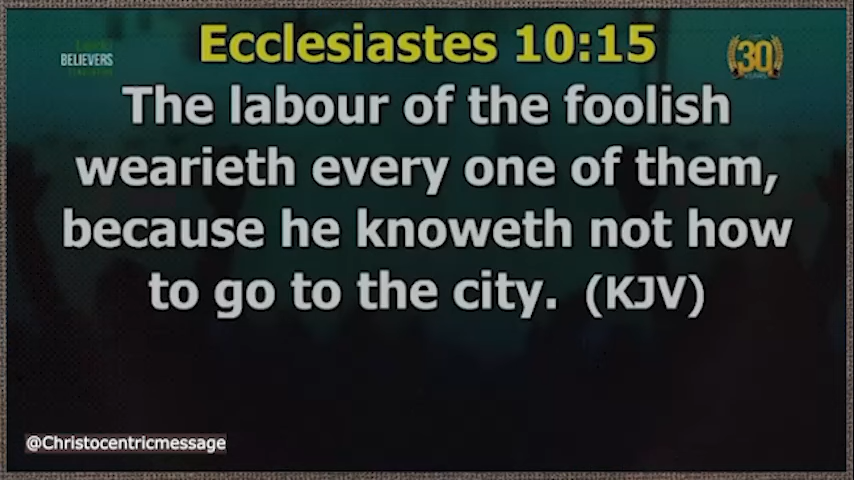 Ecclesiastes 10:15
BELIEVERS
30
YEARS
The labour of the foolish
wearieth every one of them,
because he knoweth not how
to go to the city. (KJV)
@Christocentricmessage